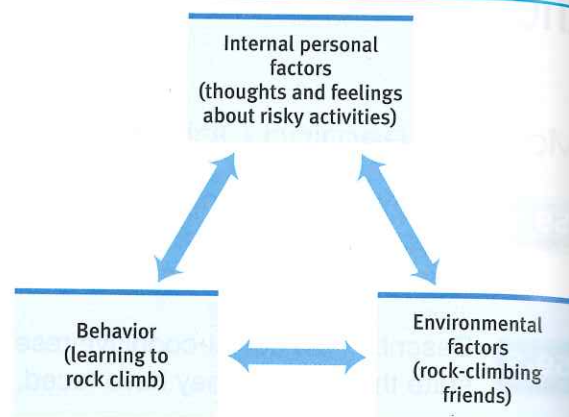 Internal personal
factors
(thoughts and feelings
about risky activities)
Behavior
(learning to
rock climb)
Environmental
factors
(rock-climbing
friends)